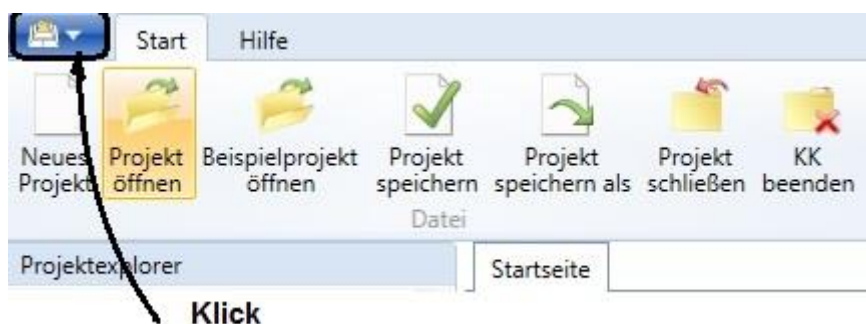 Start Hilfe
Neues Projekt Beispielprojekt Projekt Projekt Projekt KK
Projekt öffnen öffnen speichern speichern als schließen beenden
Datei
Projektexplorer Startseite
Klick